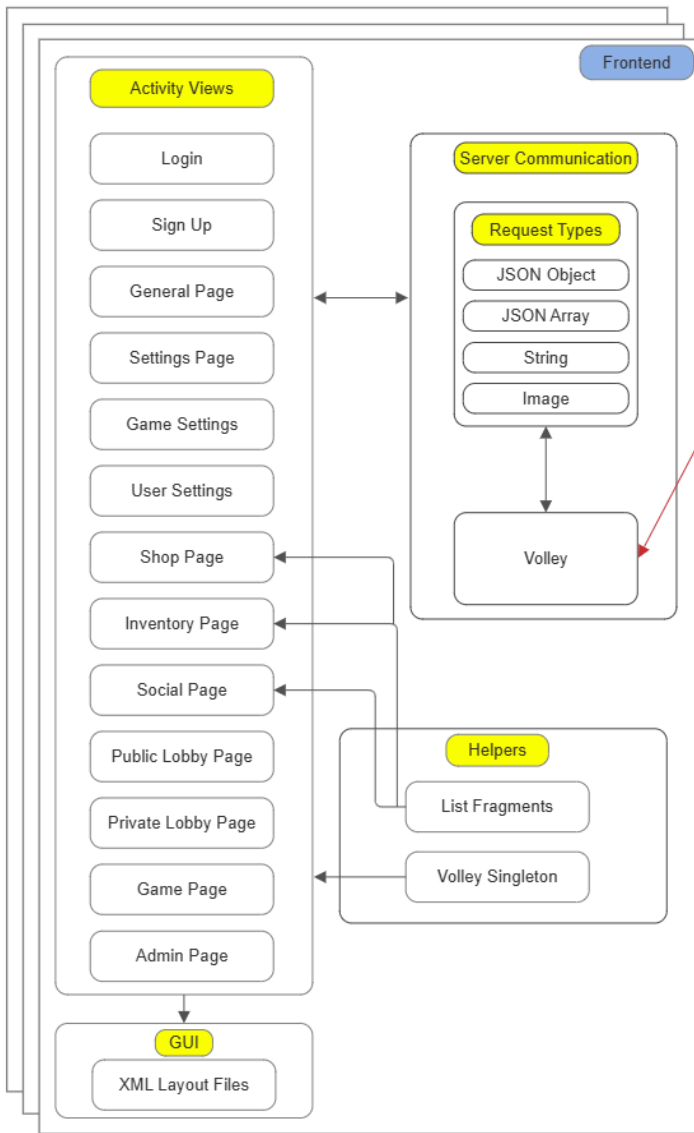 Frontend
Activity Views
Login
Sign Up
General Page
Settings Page
Game Settings
User Settings
Shop Page
Inventory Page
Social Page
Public Lobby Page
Private Lobby Page
Game Page
Admin Page
GUI
XML Layout Files
Server Communication
Request Types
JSON Object
JSON Array
String
Image
Volley
Helpers
List Fragments
Volley Singleton